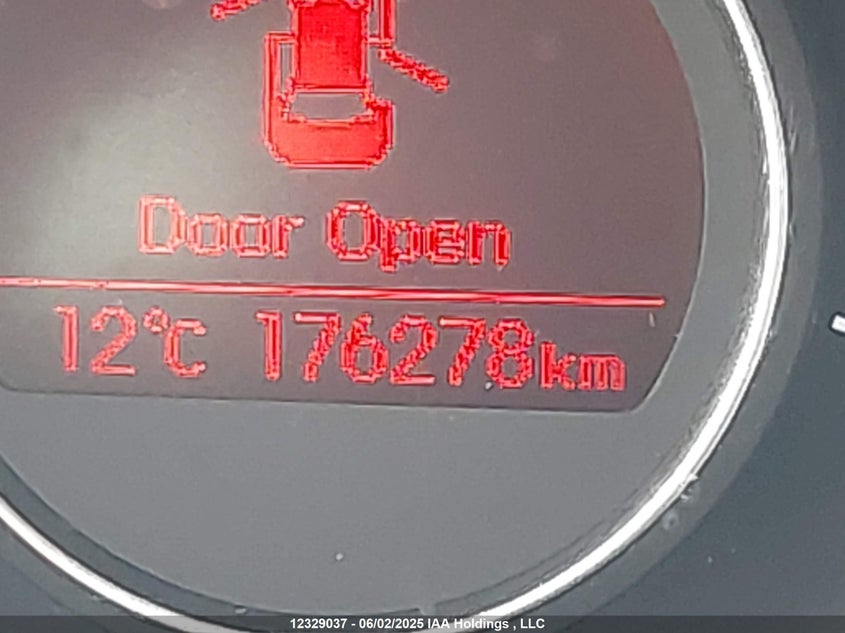 Door Open
12°C 176278km
12329037 - 06/02/2025 IAA Holdings , LLC